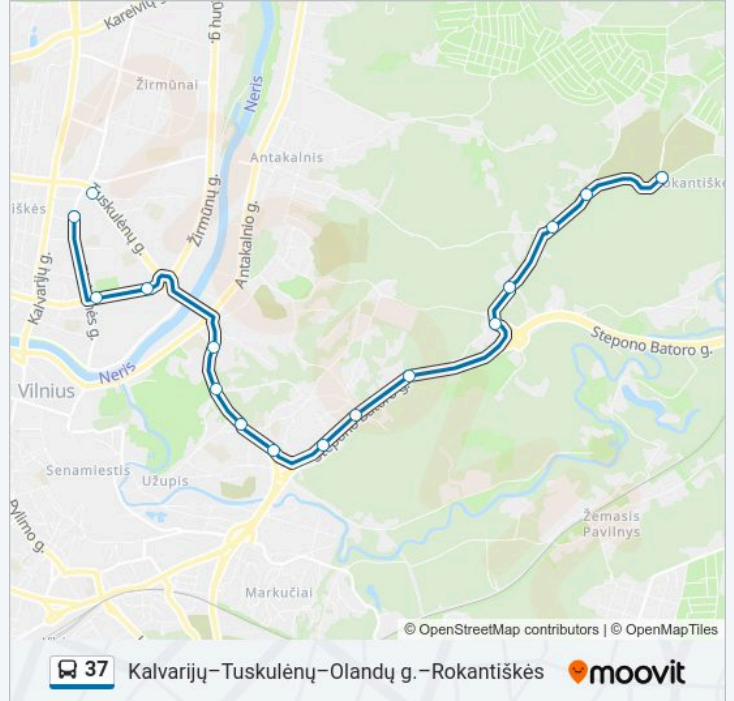 Kareivių g.
Žirmūnai
Neris
Antakalnis
Tuskulėnų g.
Žirmūnų g.
Antakalnio g.
Kalvarijų g.
Neris
Vilnius
Stepono Batoro g.
Stepono Batoro g.
Senamiestis
Užupis
Pylimo g.
Žemasis
Pavilnys
Markučiai
© OpenStreetMap contributors | © OpenMapTiles
37 Kalvarijų–Tuskulėnų–Olandų g.–Rokantiškės moovit